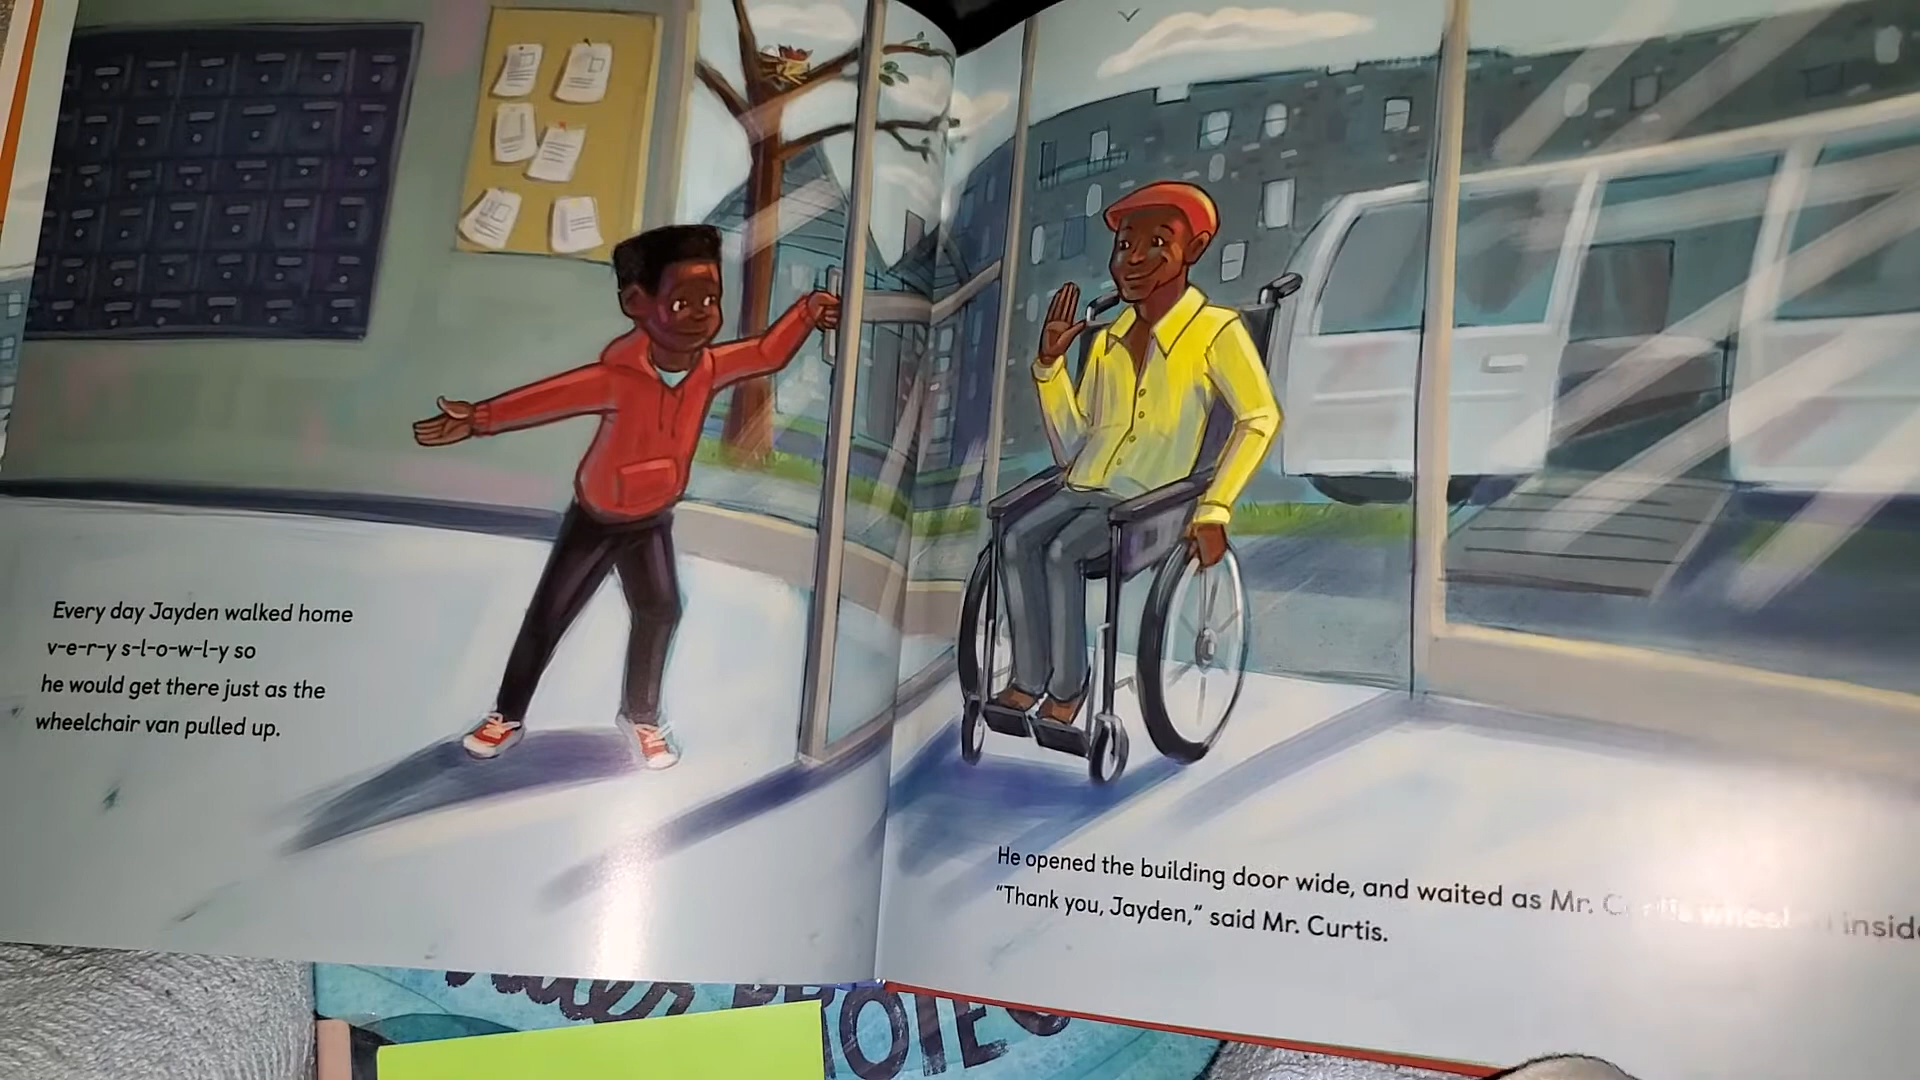 Every day Jayden walked home
v-e-r-y s-l-o-w-l-y so
he would get there just as the
wheelchair van pulled up.
He opened the building door wide, and waited as Mr. Curtis wheeled inside
"Thank you, Jayden," said Mr. Curtis.